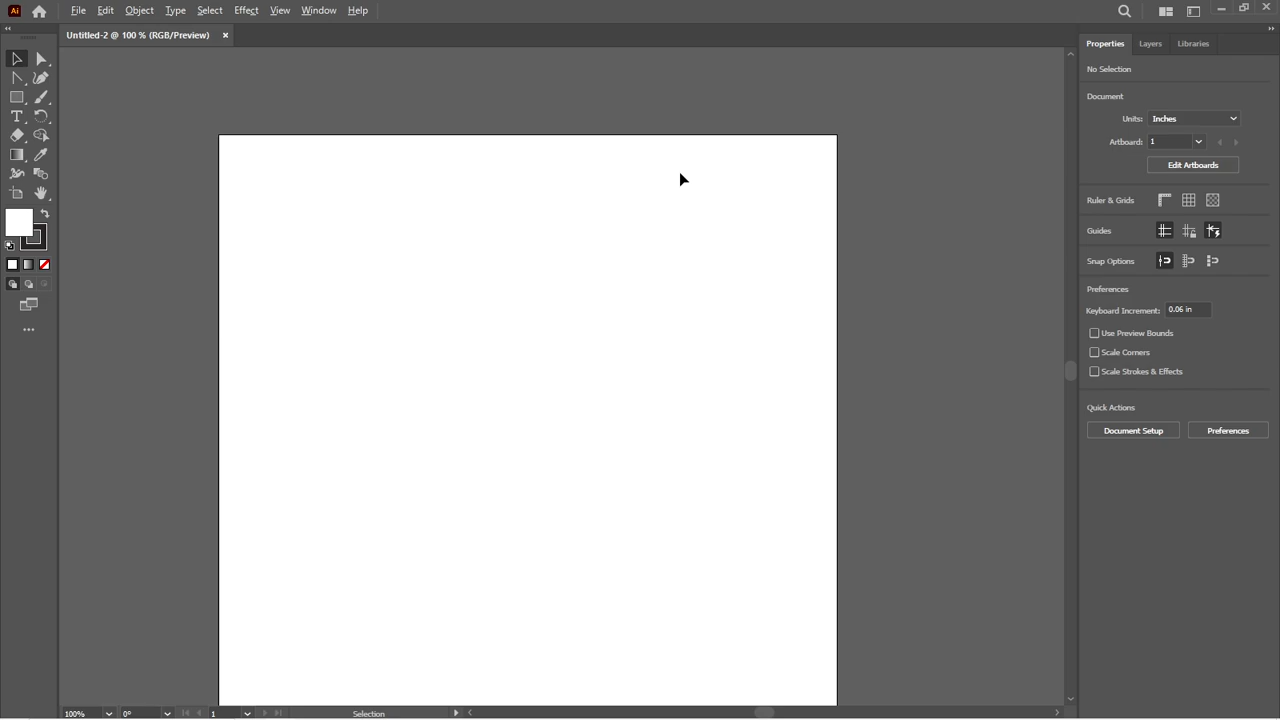 Ai File Edit Object Type Select Effect View Window Help
Untitled-2 @ 100 % (RGB/Preview)
Properties Layers Libraries
No Selection
Document
Units: Inches
Artboard: 1
Edit Artboards
Ruler & Grids
Guides
Snap Options
Preferences
Keyboard Increment: 0.06 in
Use Preview Bounds
Scale Corners
Scale Strokes & Effects
Quick Actions
Document Setup Preferences
100% 0° 1 Selection